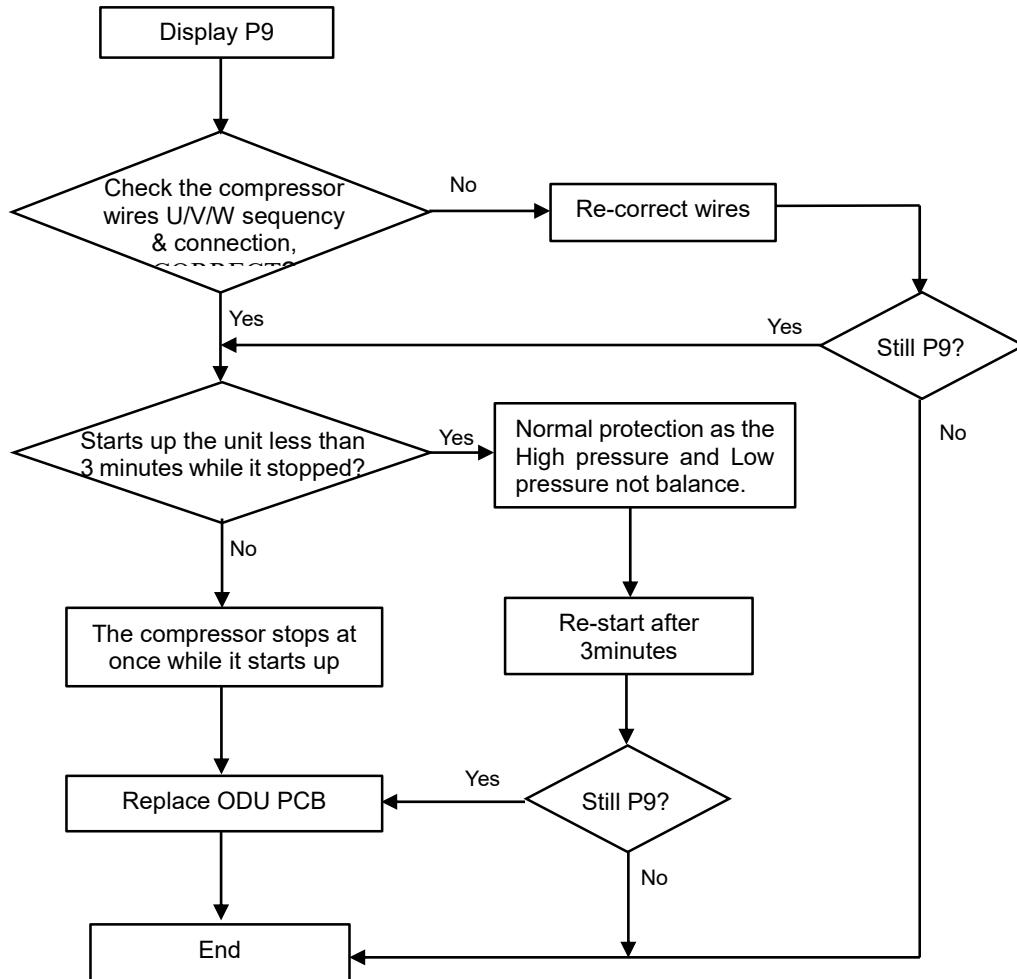 Display P9
Check the compressor
wires U/V/W sequency
& connection,
No
Re-correct wires
Yes
Yes
Still P9?
No
Starts up the unit less than
3 minutes while it stopped?
Yes
Normal protection as the
High pressure and Low
pressure not balance.
No
The compressor stops at
once while it starts up
Re-start after
3minutes
Replace ODU PCB
Yes
Still P9?
No
End